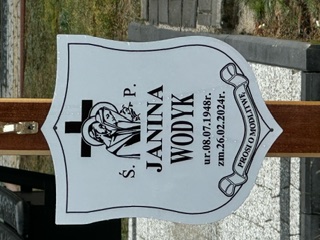 Ś. P.
JANINA
WODYK
ur.08.07.1948r.
zm.26.02.2024r.
PROSI O MODLITWĘ